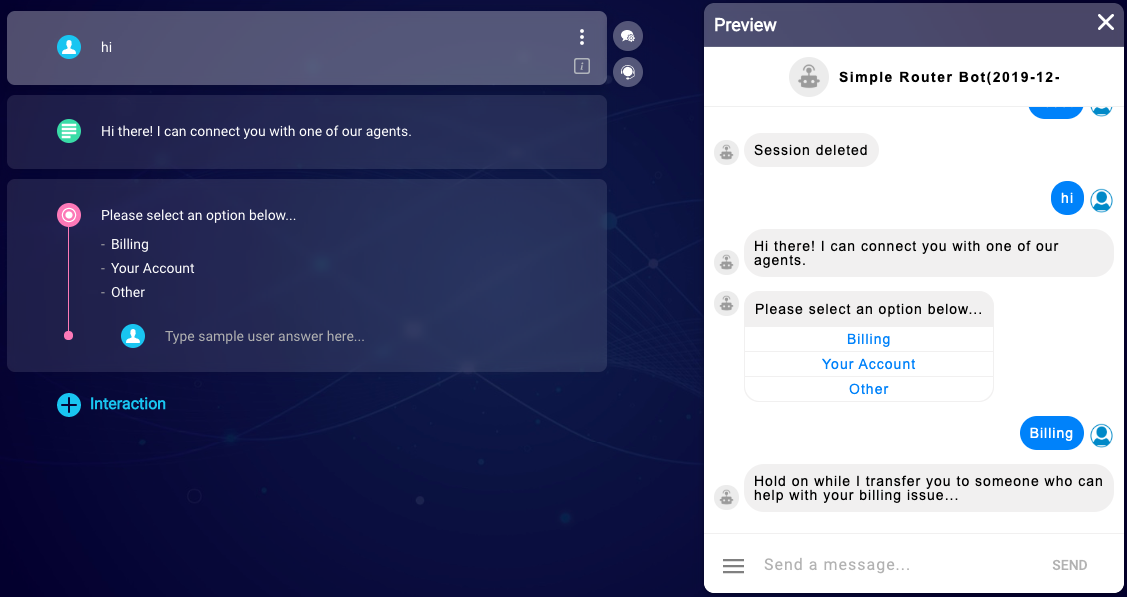 hi
Hi there! I can connect you with one of our agents.
Please select an option below...
- Billing
- Your Account
- Other
Type sample user answer here...
Interaction
Preview
Simple Router Bot(2019-12-
Session deleted
hi
Hi there! I can connect you with one of our
agents.
Please select an option below...
Billing
Your Account
Other
Billing
Hold on while I transfer you to someone who can
help with your billing issue...
Send a message...
SEND